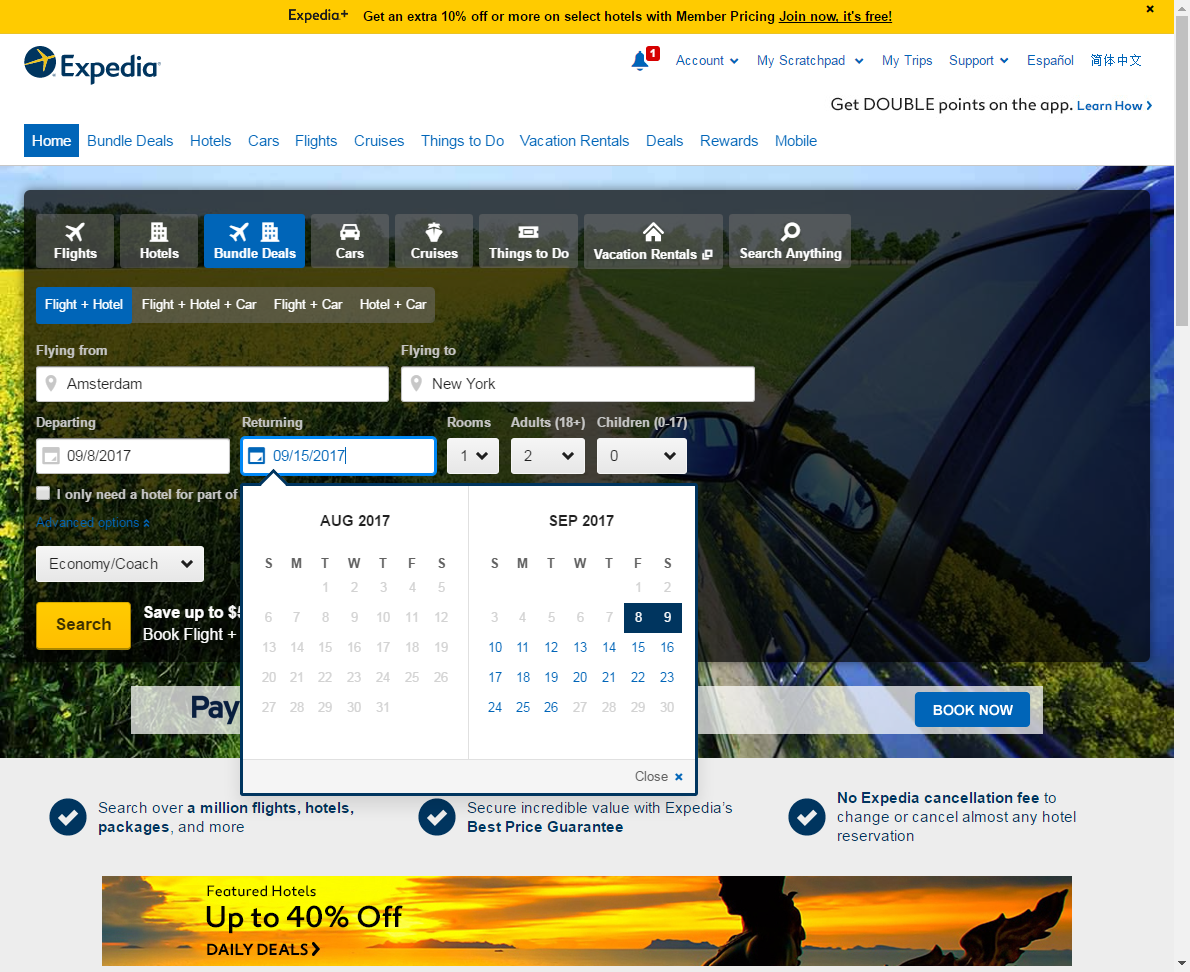 Expedia+ Get an extra 10% off or more on select hotels with Member Pricing Join now, it's free! ×
Expedia
1 Account My Scratchpad My Trips Support Español 简体中文
Get DOUBLE points on the app. Learn How
Home Bundle Deals Hotels Cars Flights Cruises Things to Do Vacation Rentals Deals Rewards Mobile
Flights Hotels Bundle Deals Cars Cruises Things to Do Vacation Rentals Search Anything
Flight + Hotel Flight + Hotel + Car Flight + Car Hotel + Car
Flying from Flying to
Amsterdam New York
Departing Returning Rooms Adults (18+) Children (0-17)
09/8/2017 09/15/2017 1 2 0
I only need a hotel for part of
Advanced options
Economy/Coach
Search
Save up to $
Book Flight +
AUG 2017
S M T W T F S
1 2 3 4 5
6 7 8 9 10 11 12
13 14 15 16 17 18 19
20 21 22 23 24 25 26
27 28 29 30 31
SEP 2017
S M T W T F S
1 2
3 4 5 6 7 8 9
10 11 12 13 14 15 16
17 18 19 20 21 22 23
24 25 26 27 28 29 30
Close ×
Pay
BOOK NOW
Search over a million flights, hotels,
packages, and more
Secure incredible value with Expedia's
Best Price Guarantee
No Expedia cancellation fee to
change or cancel almost any hotel
reservation
Featured Hotels
Up to 40% Off
DAILY DEALS